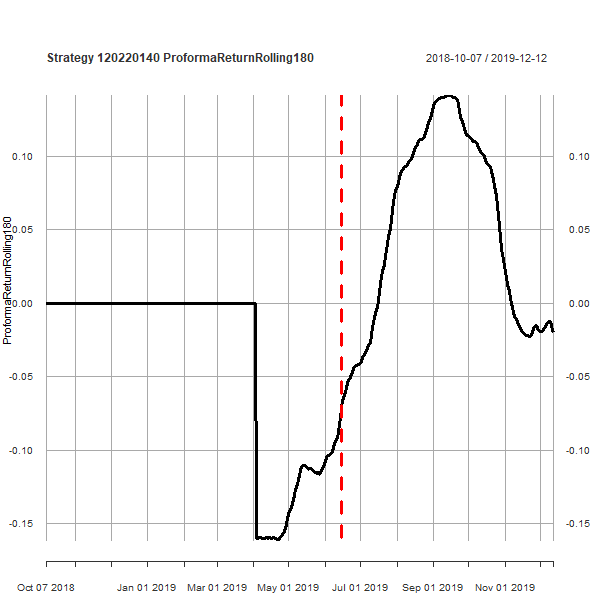 Strategy 120220140 ProformaReturnRolling180
2018-10-07 / 2019-12-12
ProformaReturnRolling180
0.10
0.05
0.00
-0.05
-0.10
-0.15
0.10
0.05
0.00
-0.05
-0.10
-0.15
Oct 07 2018
Jan 01 2019
Mar 01 2019
May 01 2019
Jul 01 2019
Sep 01 2019
Nov 01 2019